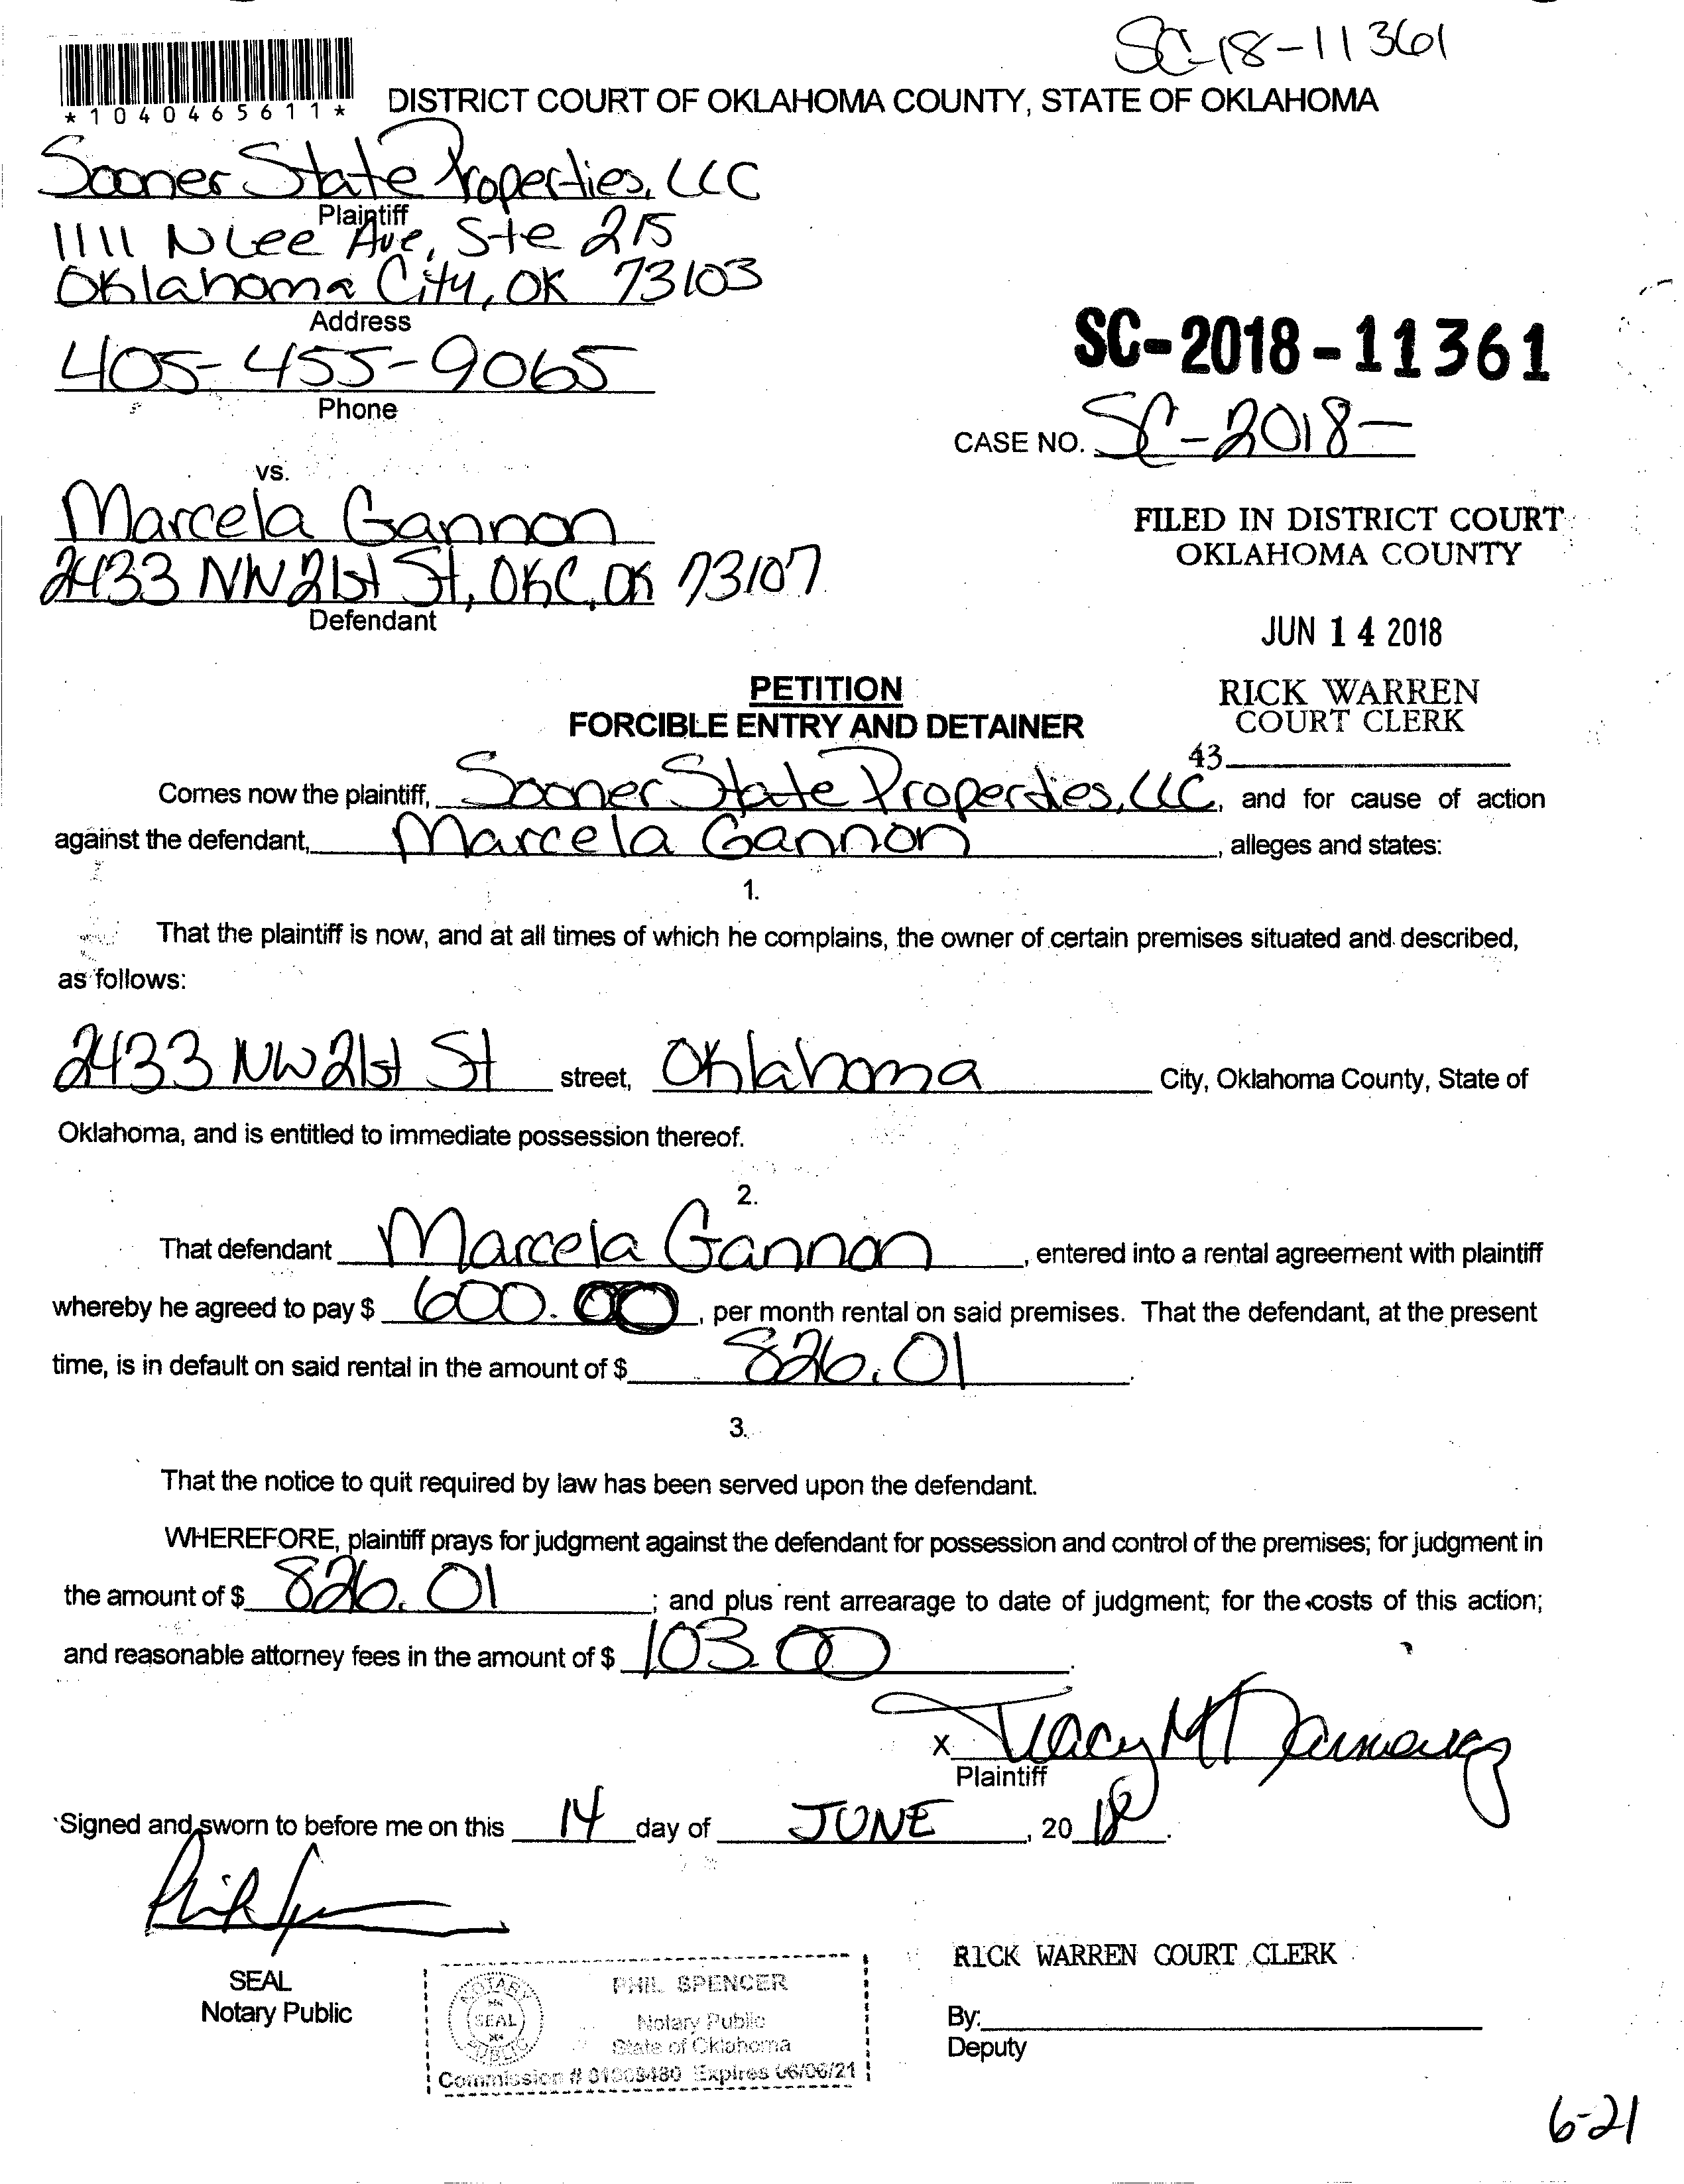 SC-18-11361
*1040465611*
DISTRICT COURT OF OKLAHOMA COUNTY, STATE OF OKLAHOMA
Sooner State Properties, LLC
Plaintiff
1111 N Lee Ave, Ste 215
Oklahoma City, OK 73103
Address
405-455-9065
Phone
SC-2018-11361
CASE NO. SC-2018-
vs.
Marcela Gannon
2433 NW 21st St, OKC, OK 73107
Defendant
FILED IN DISTRICT COURT
OKLAHOMA COUNTY
JUN 14 2018
RICK WARREN
COURT CLERK
43
PETITION
FORCIBLE ENTRY AND DETAINER
Comes now the plaintiff, Sooner State Properties, LLC, and for cause of action
against the defendant, Marcela Gannon, alleges and states:
1.
That the plaintiff is now, and at all times of which he complains, the owner of certain premises situated and described,
as follows:
2433 NW 21st St street, Oklahoma City, Oklahoma County, State of
Oklahoma, and is entitled to immediate possession thereof.
2.
That defendant Marcela Gannon, entered into a rental agreement with plaintiff
whereby he agreed to pay $ 600.00, per month rental on said premises. That the defendant, at the present
time, is in default on said rental in the amount of $ 826.01.
3.
That the notice to quit required by law has been served upon the defendant.
WHEREFORE, plaintiff prays for judgment against the defendant for possession and control of the premises; for judgment in
the amount of $ 826.01; and plus rent arrearage to date of judgment; for the costs of this action;
and reasonable attorney fees in the amount of $ 103.00.
X Tracy M
Plaintiff
Signed and sworn to before me on this 14 day of JUNE, 2018.
SEAL
Notary Public
NOTARY
SEAL
PUBLIC
PHIL SPENCER
Notary Public
State of Oklahoma
Commission # Expires 06/06/21
RICK WARREN COURT CLERK
By:
Deputy
6-21